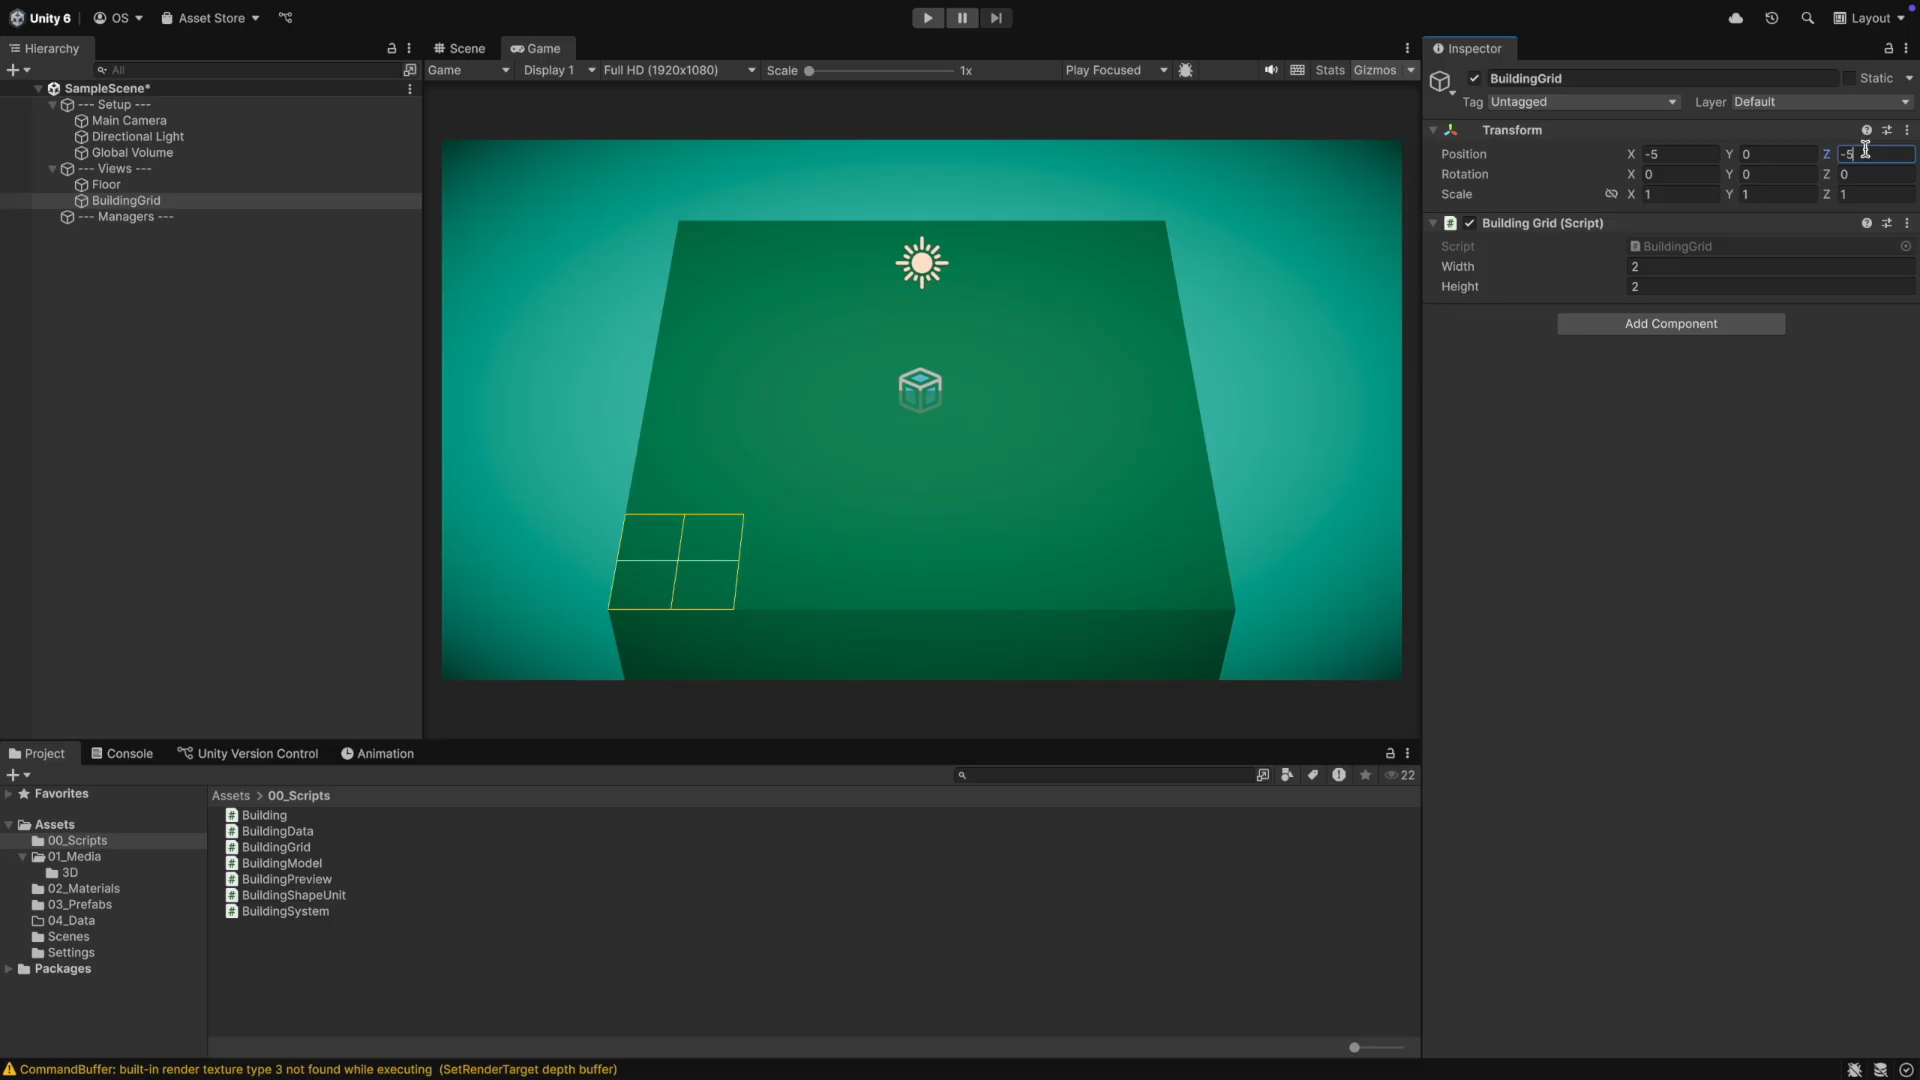 Unity 6 OS Asset Store Layout
Hierarchy Scene Game Inspector
All Game Display 1 Full HD (1920x1080) Scale 1x Play Focused Stats Gizmos
SampleScene*
--- Setup ---
Main Camera
Directional Light
Global Volume
--- Views ---
Floor
BuildingGrid
--- Managers ---
BuildingGrid Static
Tag Untagged Layer Default
Transform
Position X -5 Y 0 Z -5
Rotation X 0 Y 0 Z 0
Scale X 1 Y 1 Z 1
# Building Grid (Script)
Script BuildingGrid
Width 2
Height 2
Add Component
Project Console Unity Version Control Animation
22
Favorites
Assets
00_Scripts
01_Media
3D
02_Materials
03_Prefabs
04_Data
Scenes
Settings
Packages
Assets > 00_Scripts
# Building
# BuildingData
# BuildingGrid
# BuildingModel
# BuildingPreview
# BuildingShapeUnit
# BuildingSystem
CommandBuffer: built-in render texture type 3 not found while executing (SetRenderTarget depth buffer)